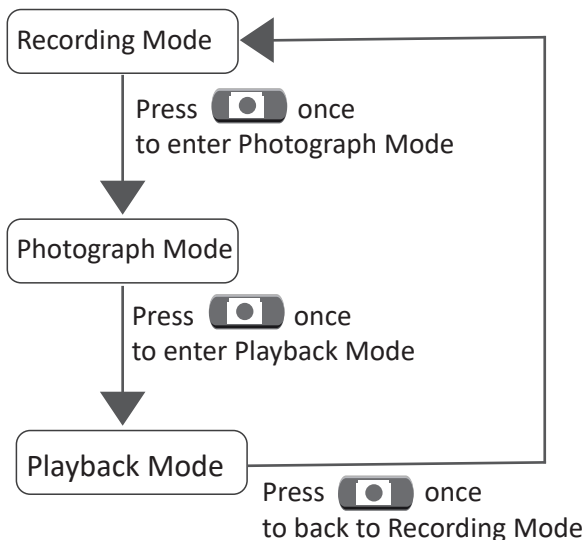 Recording Mode
Press once
to enter Photograph Mode
Photograph Mode
Press once
to enter Playback Mode
Playback Mode
Press once
to back to Recording Mode